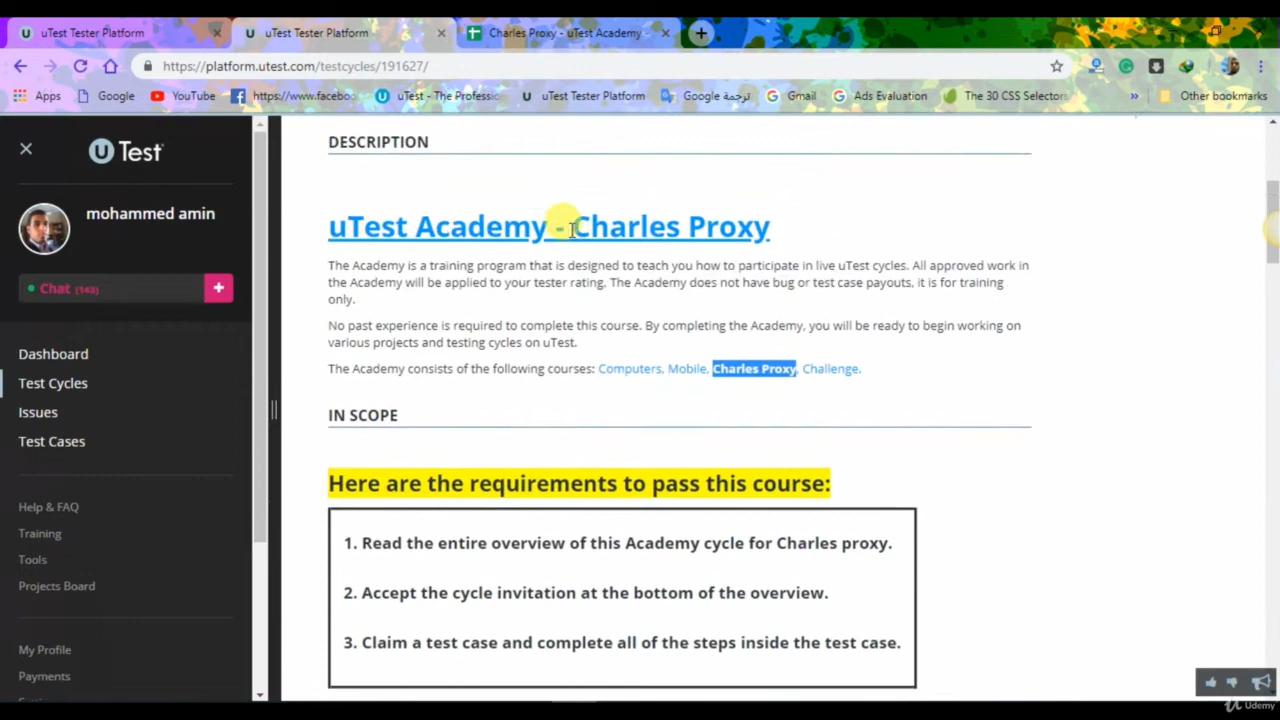 uTest Tester Platform
uTest Tester Platform
Charles Proxy - uTest Academy -
https://platform.utest.com/testcycles/191627/
Apps
Google
YouTube
https://www.faceboo
uTest - The Professio
uTest Tester Platform
ترجمة Google
Gmail
Ads Evaluation
The 30 CSS Selectors
»
Other bookmarks
uTest
mohammed amin
Chat (143)
+
Dashboard
Test Cycles
Issues
Test Cases
Help & FAQ
Training
Tools
Projects Board
My Profile
Payments
DESCRIPTION
uTest Academy - Charles Proxy
The Academy is a training program that is designed to teach you how to participate in live uTest cycles. All approved work in
the Academy will be applied to your tester rating. The Academy does not have bug or test case payouts, it is for training
only.
No past experience is required to complete this course. By completing the Academy, you will be ready to begin working on
various projects and testing cycles on uTest.
The Academy consists of the following courses: Computers, Mobile, Charles Proxy, Challenge.
IN SCOPE
Here are the requirements to pass this course:
1. Read the entire overview of this Academy cycle for Charles proxy.
2. Accept the cycle invitation at the bottom of the overview.
3. Claim a test case and complete all of the steps inside the test case.
Udemy